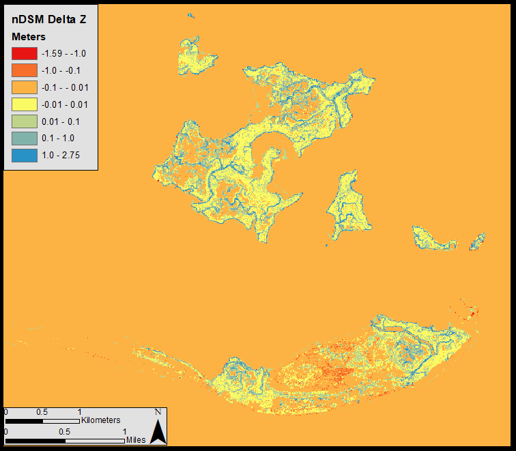 nDSM Delta Z
Meters
-1.59 - -1.0
-1.0 - -0.1
-0.1 - -0.01
-0.01 - 0.01
0.01 - 0.1
0.1 - 1.0
1.0 - 2.75
0 0.5 1
Kilometers
N
0 0.5 1
Miles